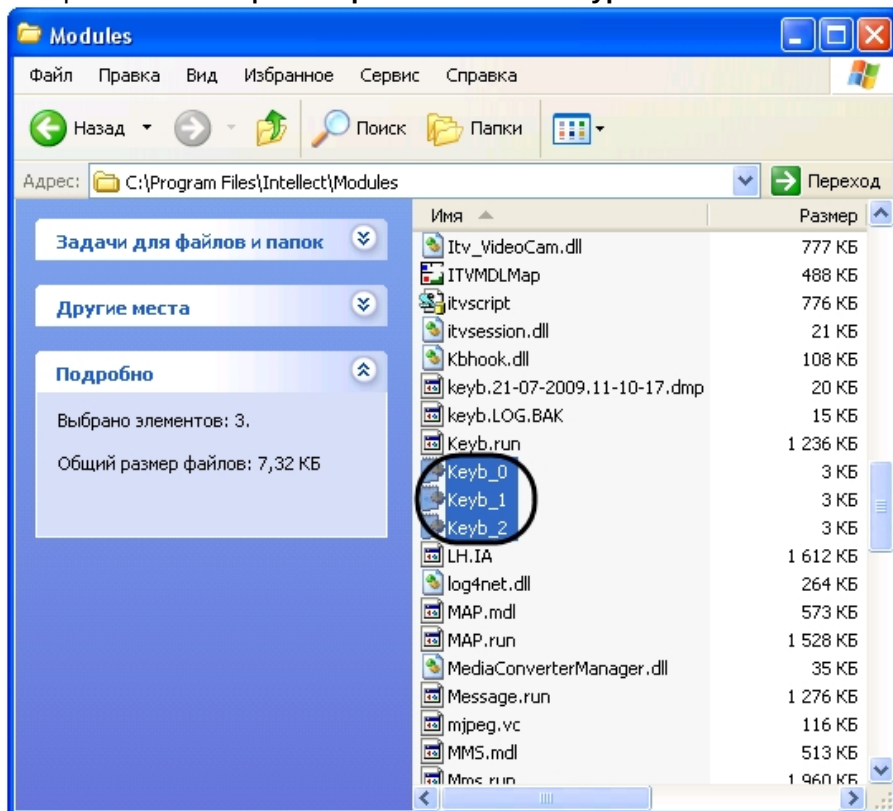 Modules
Файл Правка Вид Избранное Сервис Справка
Назад Поиск Папки
Адрес: C:\Program Files\Intellect\Modules Переход
Имя Размер
Задачи для файлов и папок
Другие места
Подробно
Выбрано элементов: 3.
Общий размер файлов: 7,32 КБ
Itv_VideoCam.dll 777 КБ
ITVMDLMap 488 КБ
itvscript 776 КБ
itvsession.dll 21 КБ
Kbhook.dll 108 КБ
keyb.21-07-2009.11-10-17.dmp 20 КБ
keyb.LOG.BAK 15 КБ
Keyb.run 1 236 КБ
Keyb_0 3 КБ
Keyb_1 3 КБ
Keyb_2 3 КБ
LH.IA 1 612 КБ
log4net.dll 264 КБ
MAP.mdl 573 КБ
MAP.run 1 528 КБ
MediaConverterManager.dll 35 КБ
Message.run 1 276 КБ
mjpeg.vc 116 КБ
MMS.mdl 513 КБ
Mms.run 1 960 КБ